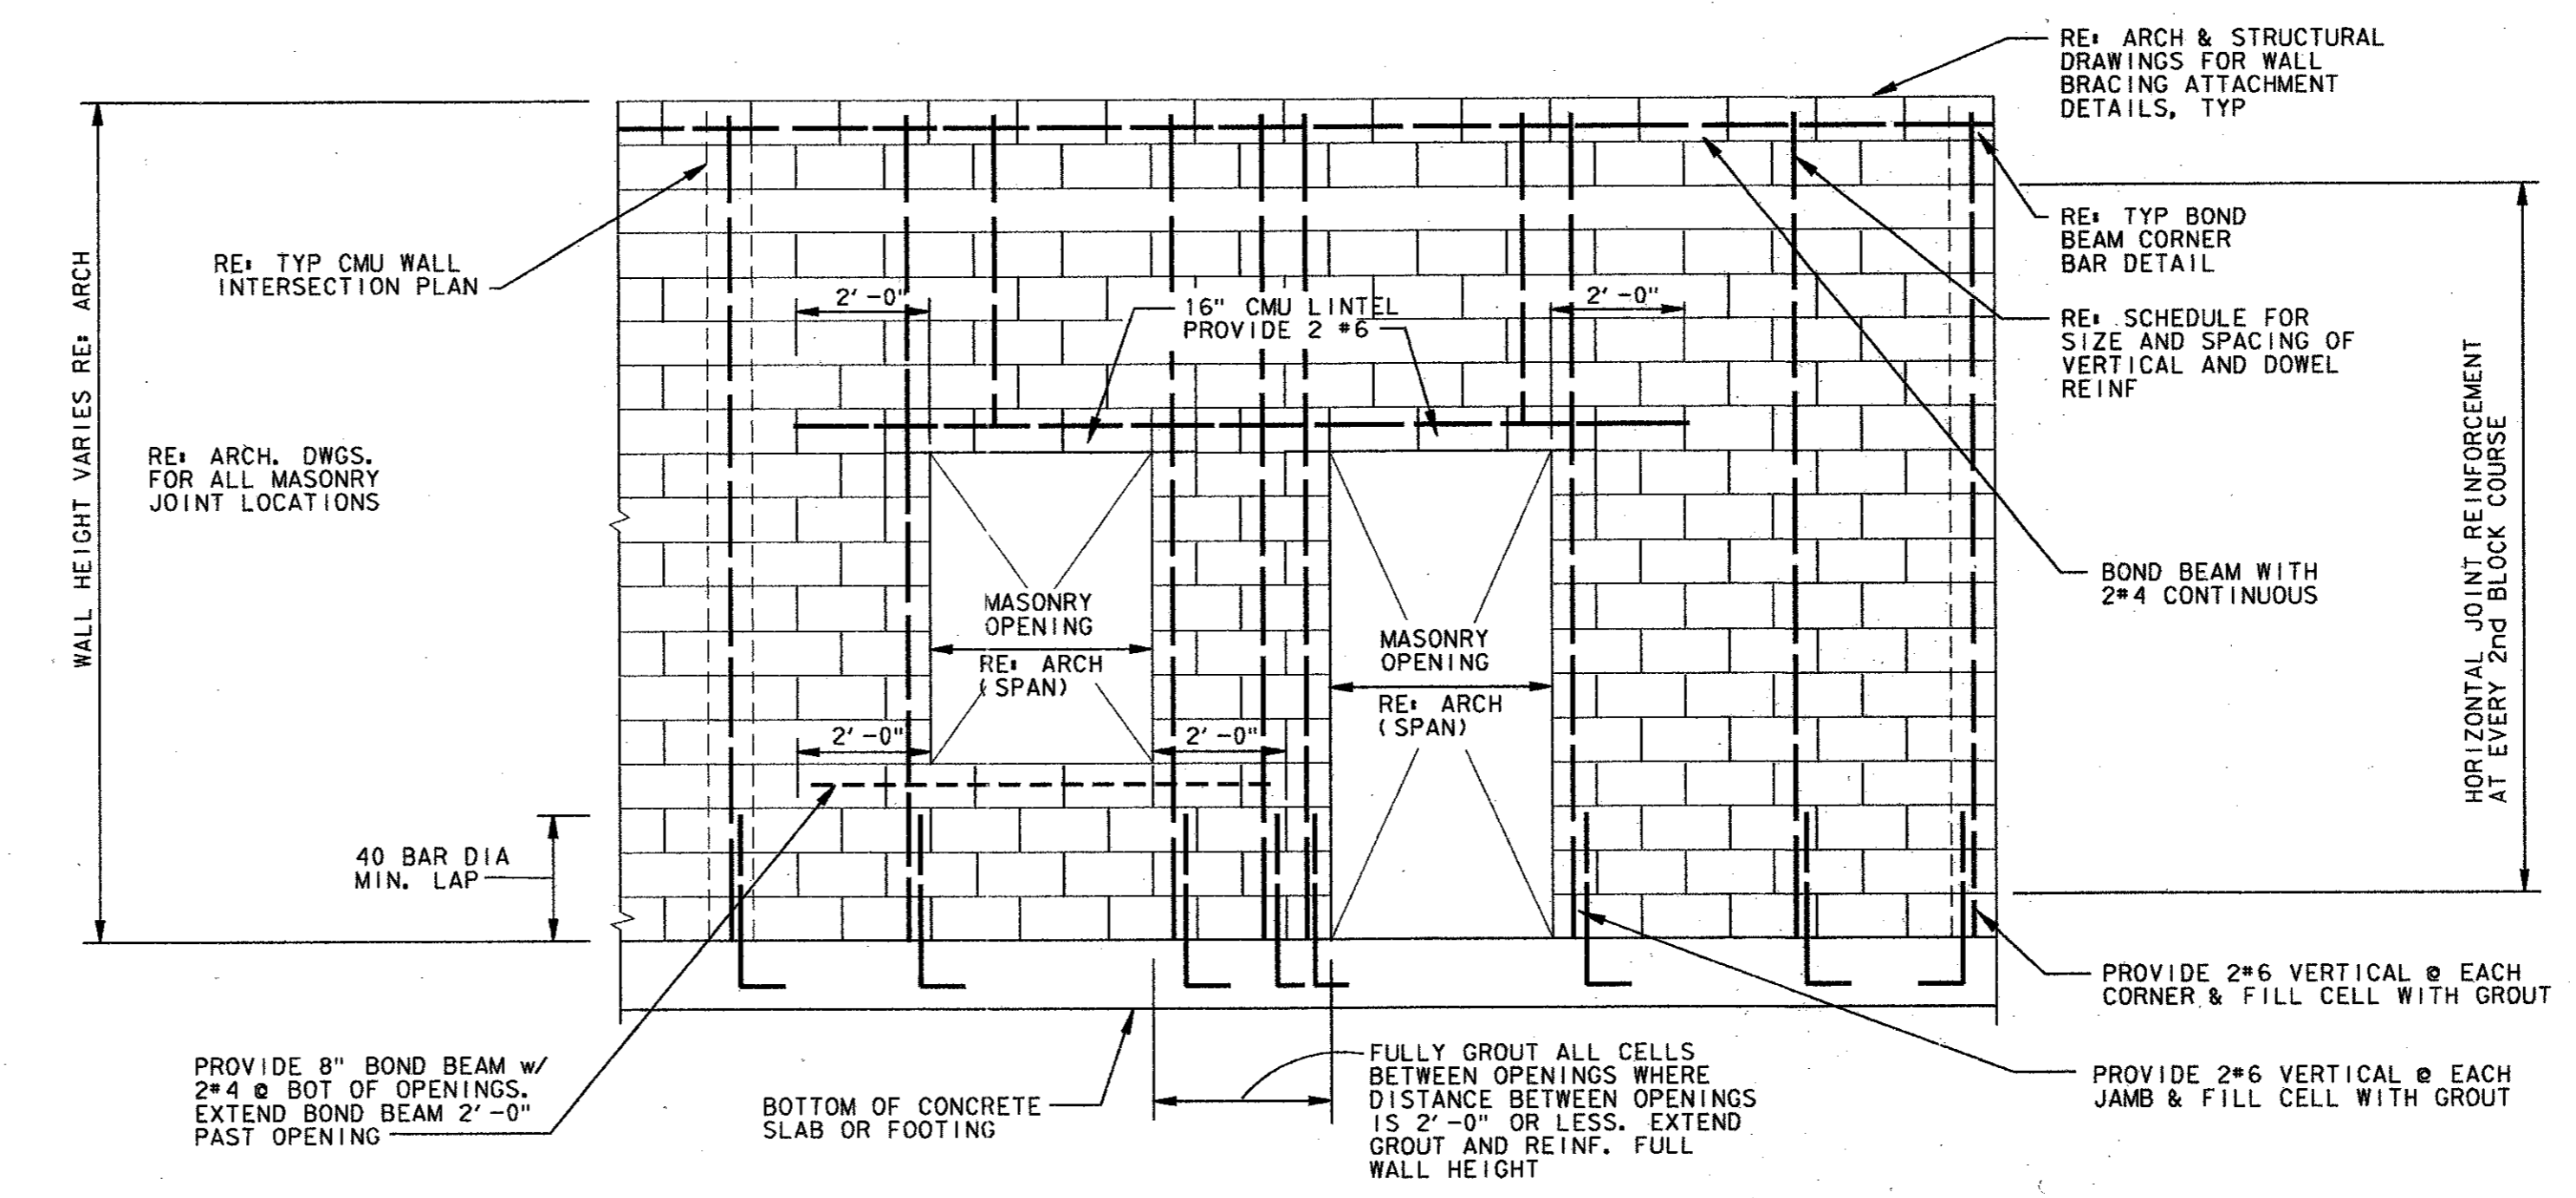 RE: ARCH & STRUCTURAL
DRAWINGS FOR WALL
BRACING ATTACHMENT
DETAILS, TYP
RE: TYP BOND
BEAM CORNER
BAR DETAIL
RE: SCHEDULE FOR
SIZE AND SPACING OF
VERTICAL AND DOWEL
REINF
RE: TYP CMU WALL
INTERSECTION PLAN
WALL HEIGHT VARIES RE: ARCH
RE: ARCH. DWGS.
FOR ALL MASONRY
JOINT LOCATIONS
2'-0"
16" CMU LINTEL
PROVIDE 2 #6
2'-0"
HORIZONTAL JOINT REINFORCEMENT
AT EVERY 2nd BLOCK COURSE
BOND BEAM WITH
2#4 CONTINUOUS
MASONRY
OPENING
RE: ARCH
(SPAN)
MASONRY
OPENING
RE: ARCH
(SPAN)
2'-0"
2'-0"
40 BAR DIA
MIN. LAP
PROVIDE 2#6 VERTICAL @ EACH
CORNER & FILL CELL WITH GROUT
PROVIDE 8" BOND BEAM w/
2#4 @ BOT OF OPENINGS.
EXTEND BOND BEAM 2'-0"
PAST OPENING
BOTTOM OF CONCRETE
SLAB OR FOOTING
FULLY GROUT ALL CELLS
BETWEEN OPENINGS WHERE
DISTANCE BETWEEN OPENINGS
IS 2'-0" OR LESS. EXTEND
GROUT AND REINF. FULL
WALL HEIGHT
PROVIDE 2#6 VERTICAL @ EACH
JAMB & FILL CELL WITH GROUT